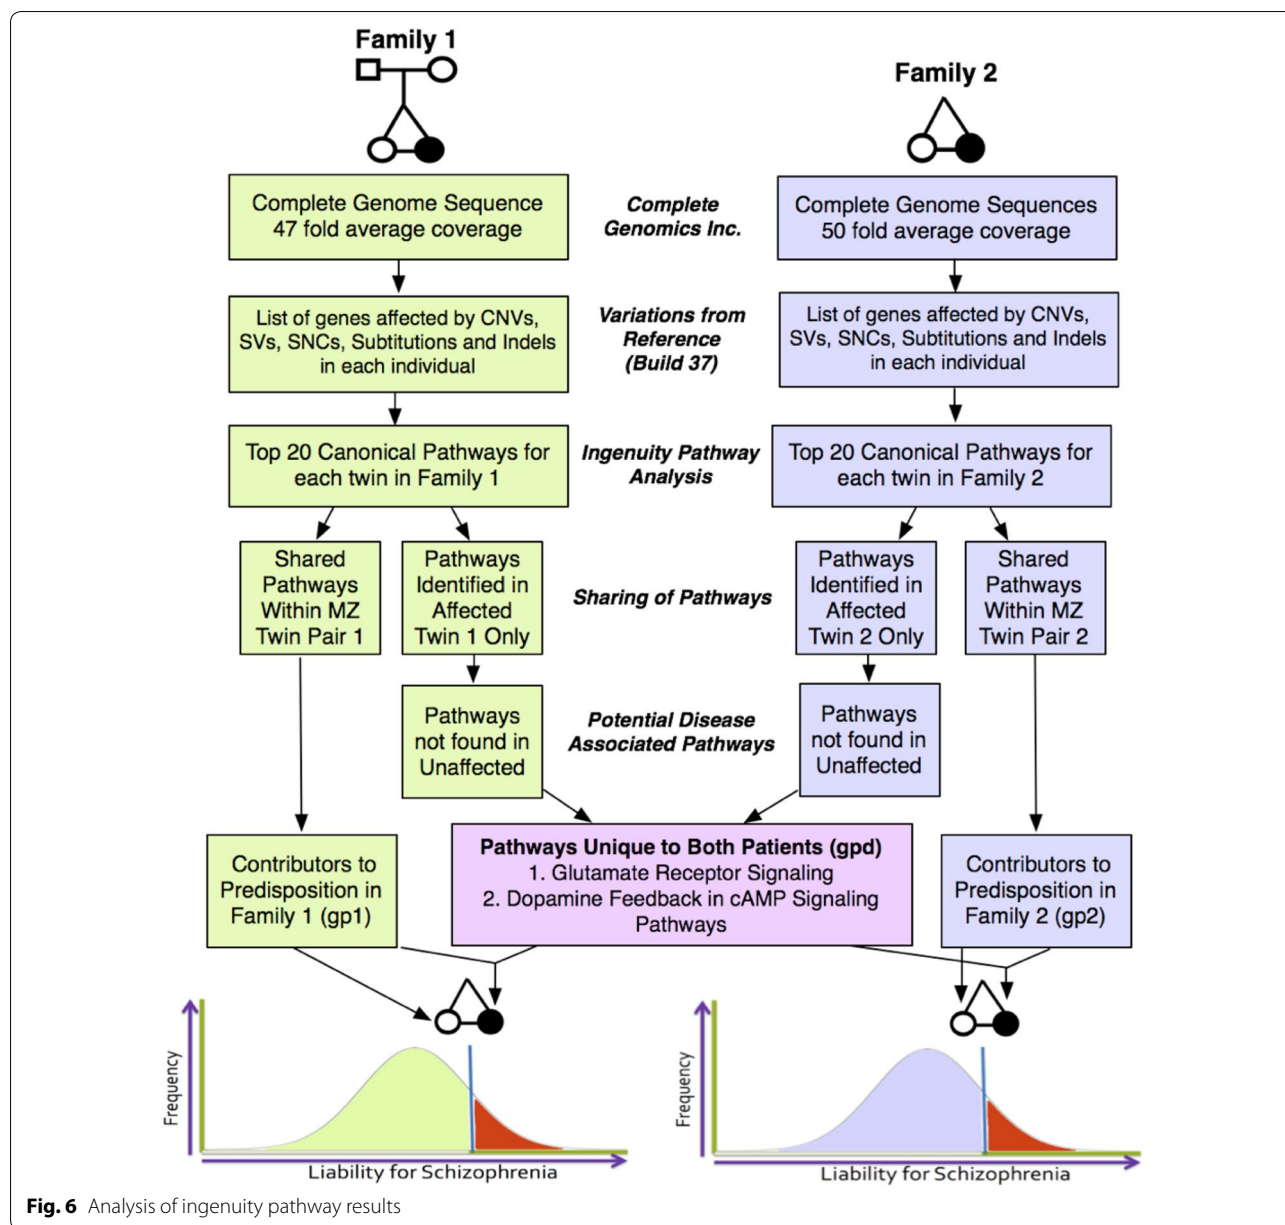 Family 1
Family 2
Complete Genome Sequence
47 fold average coverage
Complete
Genomics Inc.
Complete Genome Sequences
50 fold average coverage
List of genes affected by CNVs,
SVs, SNCs, Subtitutions and Indels
in each individual
Variations from
Reference
(Build 37)
List of genes affected by CNVs,
SVs, SNCs, Subtitutions and Indels
in each individual
Top 20 Canonical Pathways for
each twin in Family 1
Ingenuity Pathway
Analysis
Top 20 Canonical Pathways for
each twin in Family 2
Shared
Pathways
Within MZ
Twin Pair 1
Pathways
Identified in
Affected
Twin 1 Only
Sharing of Pathways
Pathways
Identified in
Affected
Twin 2 Only
Shared
Pathways
Within MZ
Twin Pair 2
Pathways
not found in
Unaffected
Potential Disease
Associated Pathways
Pathways
not found in
Unaffected
Contributors to
Predisposition in
Family 1 (gp1)
Pathways Unique to Both Patients (gpd)
1. Glutamate Receptor Signaling
2. Dopamine Feedback in cAMP Signaling
Pathways
Contributors to
Predisposition in
Family 2 (gp2)
Frequency
Liability for Schizophrenia
Frequency
Liability for Schizophrenia
Fig. 6 Analysis of ingenuity pathway results